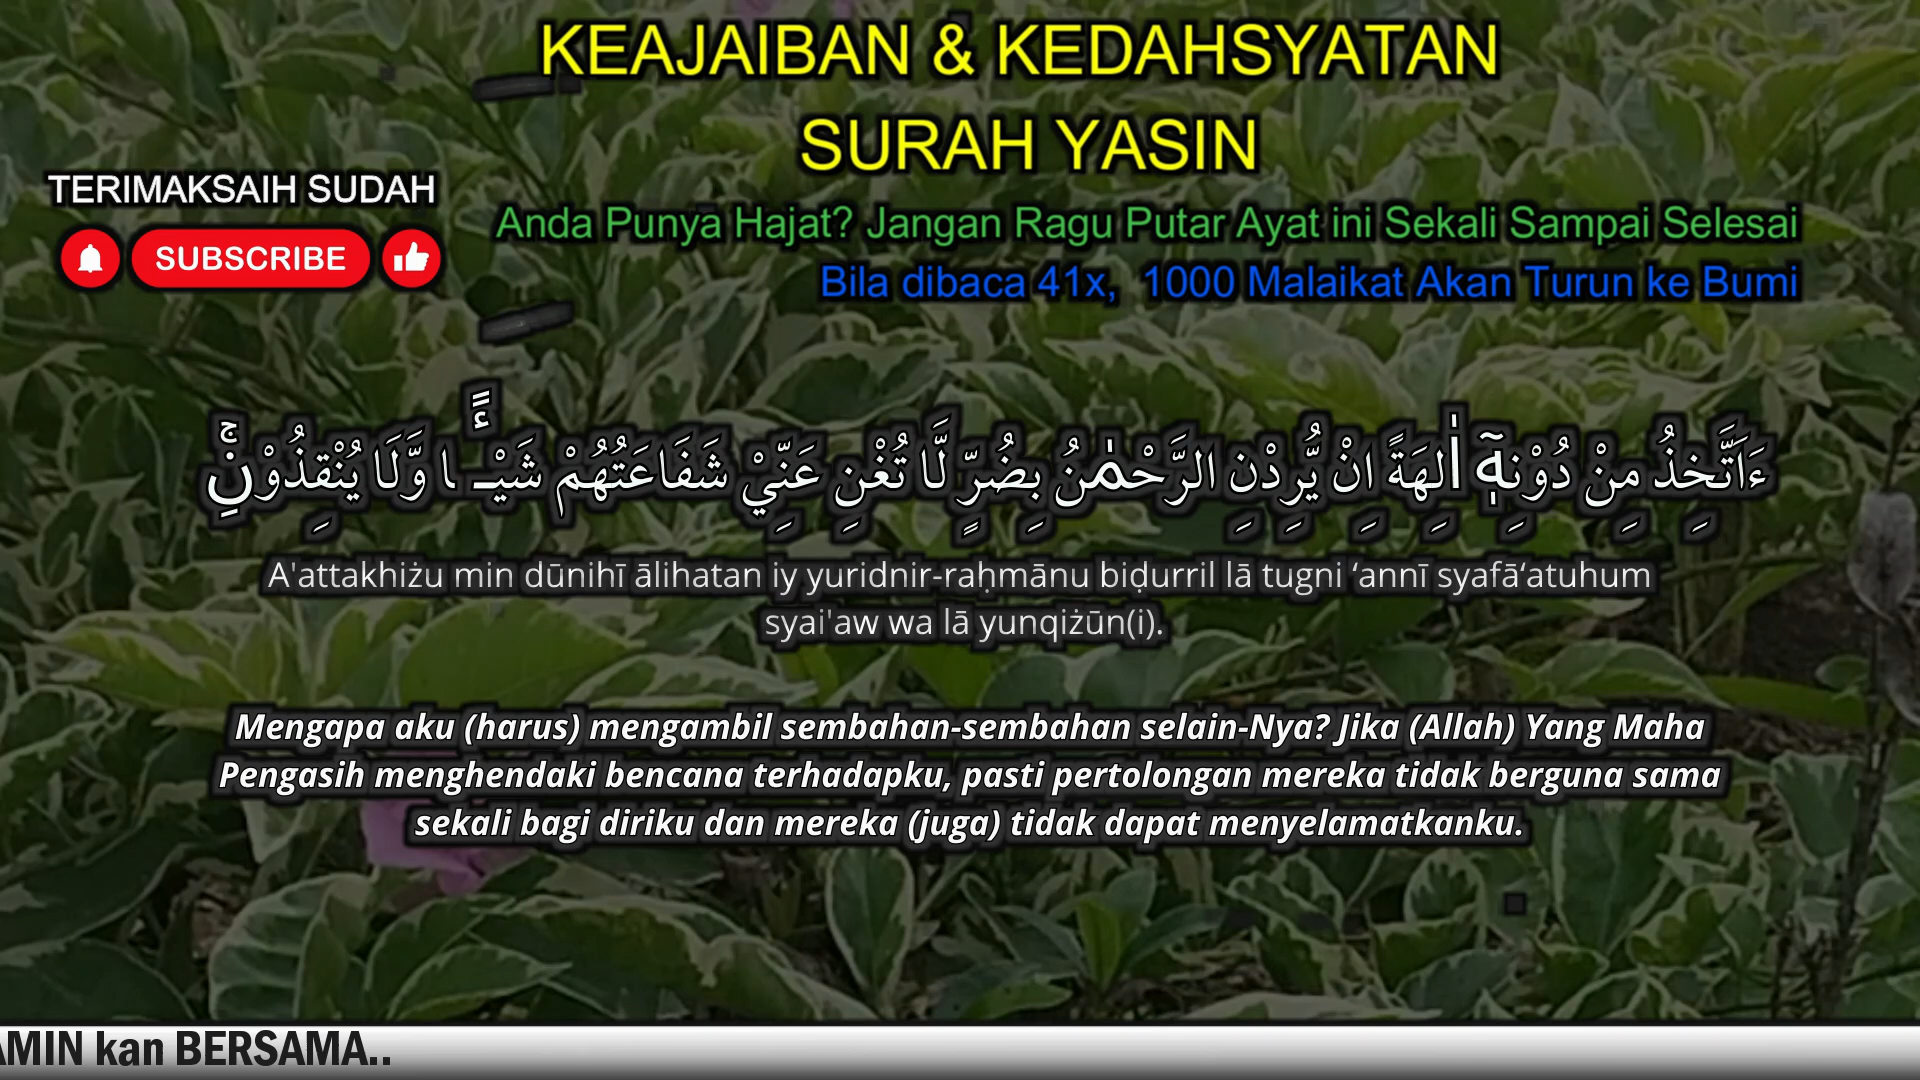 KEAJAIBAN & KEDAHSYATAN
SURAH YASIN
TERIMAKSAIH SUDAH
SUBSCRIBE
Anda Punya Hajat? Jangan Ragu Putar Ayat ini Sekali Sampai Selesai
Bila dibaca 41x, 1000 Malaikat Akan Turun ke Bumi
ءَاَتَّخِذُ مِنْ دُوْنِهٖٓ اٰلِهَةً اِنْ يُّرِدْنِ الرَّحْمٰنُ بِضُرٍّ لَّا تُغْنِ عَنِّيْ شَفَاعَتُهُمْ شَيْـًٔا وَّلَا يُنْقِذُوْنِۚ
A'attakhiżu min dūnihī ālihatan iy yuridnir-raḥmānu biḍurril lā tugni ‘annī syafā‘atuhum
syai'aw wa lā yunqiżūn(i).
Mengapa aku (harus) mengambil sembahan-sembahan selain-Nya? Jika (Allah) Yang Maha
Pengasih menghendaki bencana terhadapku, pasti pertolongan mereka tidak berguna sama
sekali bagi diriku dan mereka (juga) tidak dapat menyelamatkanku.
AMIN kan BERSAMA..